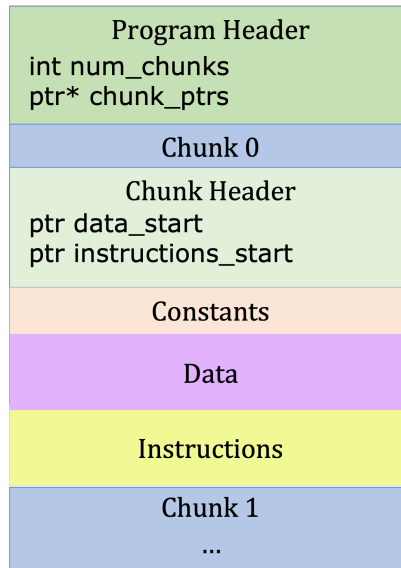 Program Header
int num_chunks
ptr* chunk_ptrs
Chunk 0
Chunk Header
ptr data_start
ptr instructions_start
Constants
Data
Instructions
Chunk 1
...